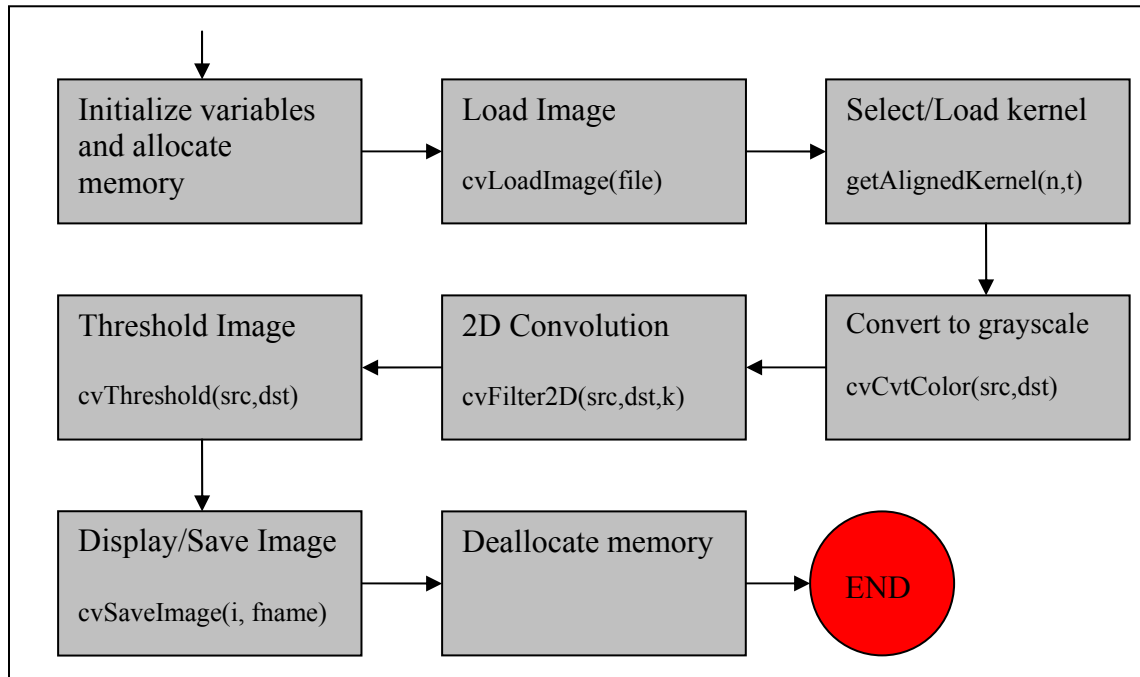 Initialize variables
and allocate
memory
Load Image
cvLoadImage(file)
Select/Load kernel
getAlignedKernel(n,t)
Convert to grayscale
cvCvtColor(src,dst)
2D Convolution
cvFilter2D(src,dst,k)
Threshold Image
cvThreshold(src,dst)
Display/Save Image
cvSaveImage(i, fname)
Deallocate memory
END